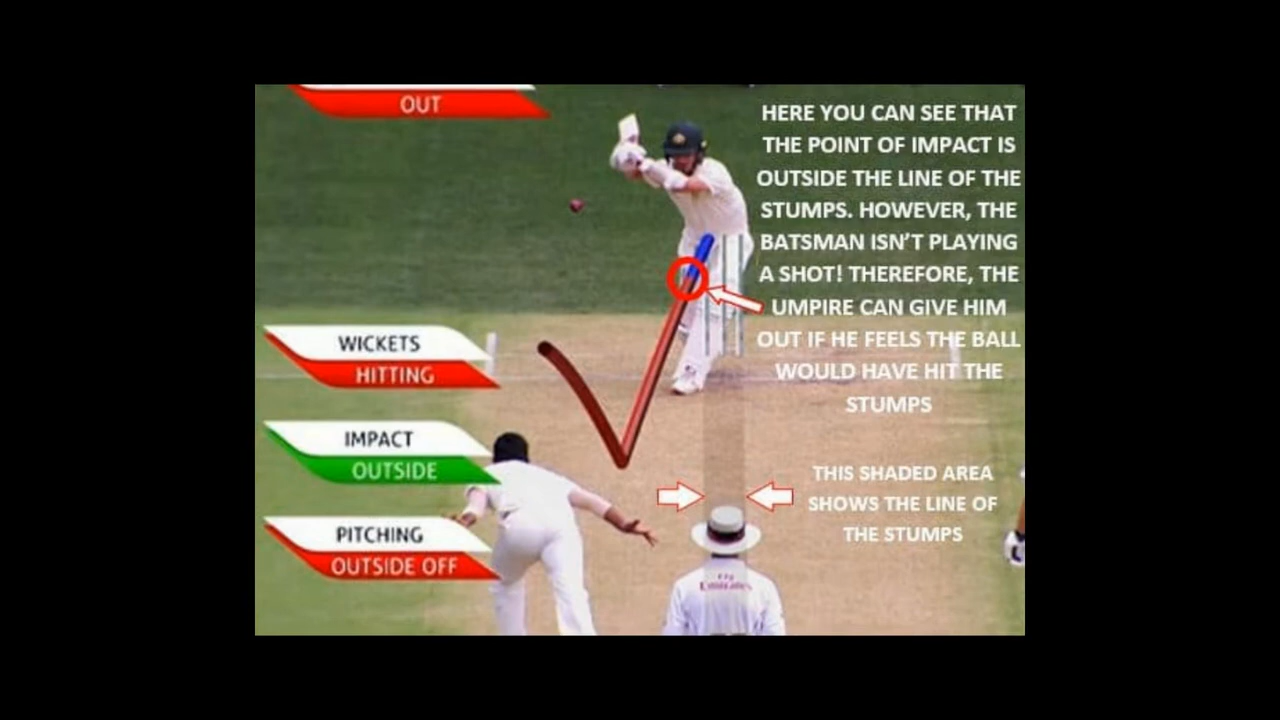 OUT
HERE YOU CAN SEE THAT
THE POINT OF IMPACT IS
OUTSIDE THE LINE OF THE
STUMPS. HOWEVER, THE
BATSMAN ISN'T PLAYING
A SHOT! THEREFORE, THE
UMPIRE CAN GIVE HIM
OUT IF HE FEELS THE BALL
WOULD HAVE HIT THE
STUMPS
WICKETS
HITTING
IMPACT
OUTSIDE
PITCHING
OUTSIDE OFF
THIS SHADED AREA
SHOWS THE LINE OF
THE STUMPS
Fly
Emirates